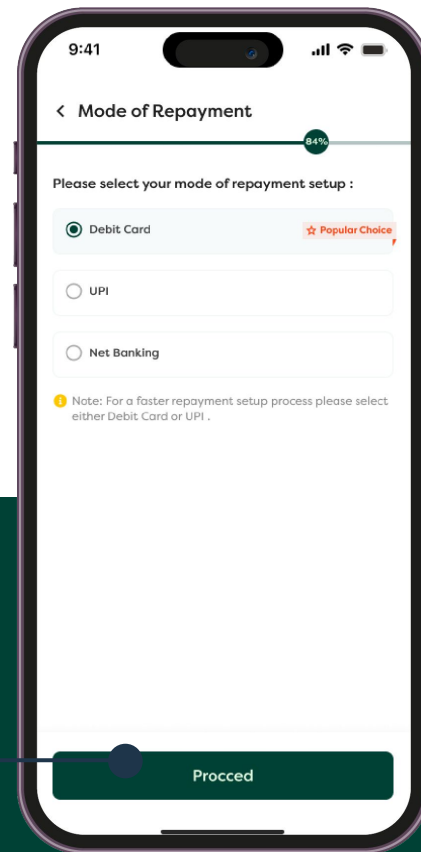 9:41
Mode of Repayment
84%
Please select your mode of repayment setup :
Debit Card
Popular Choice
UPI
Net Banking
Note: For a faster repayment setup process please select
either Debit Card or UPI .
Procced